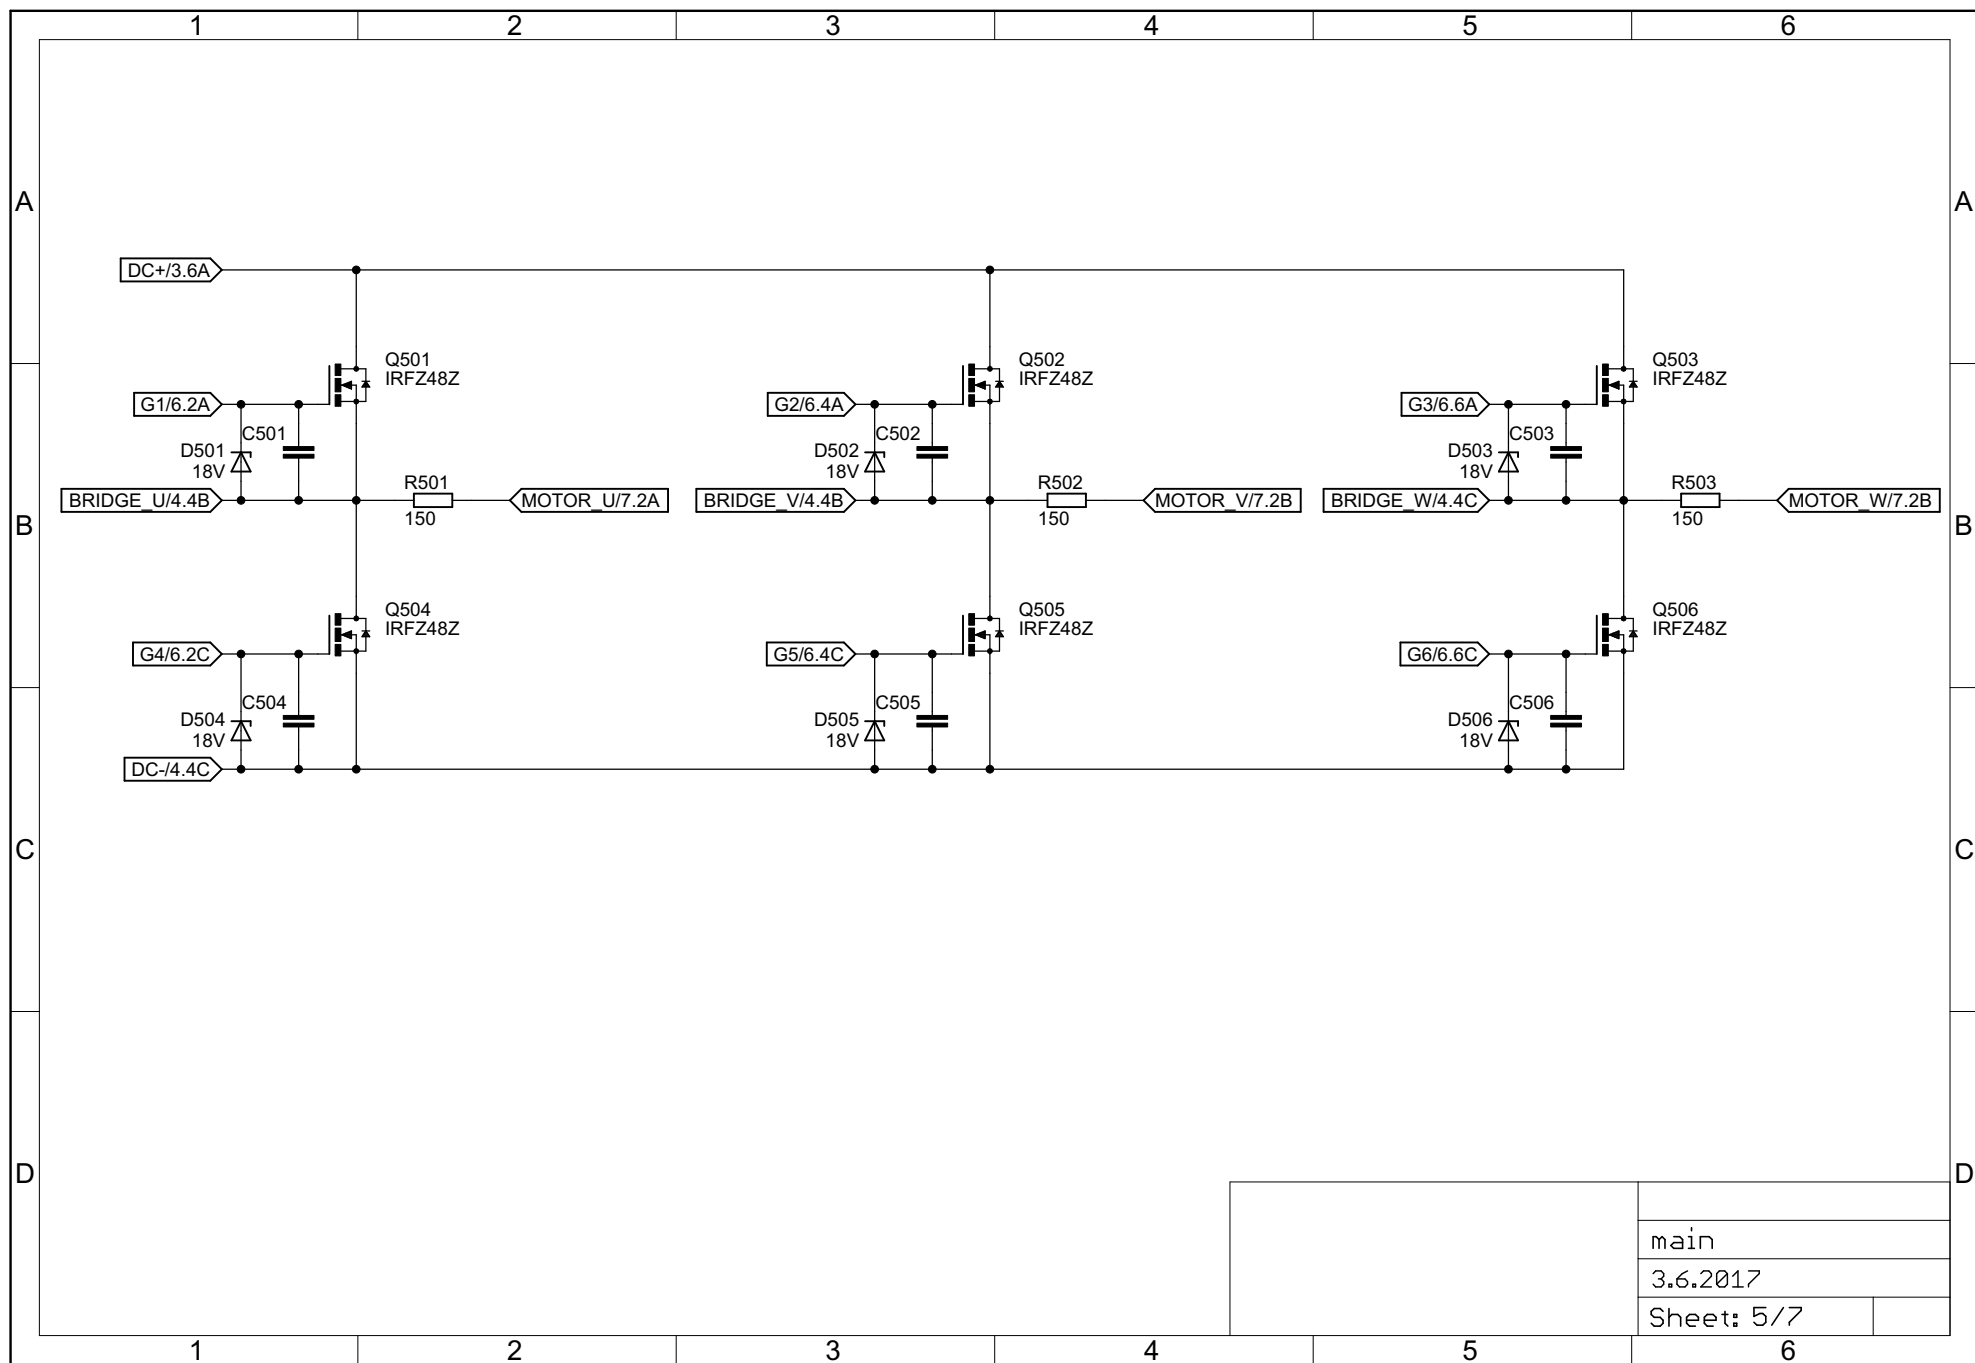 1 2 3 4 5 6
A A
DC+/3.6A
Q501 Q502 Q503
IRFZ48Z IRFZ48Z IRFZ48Z
G1/6.2A G2/6.4A G3/6.6A
C501 C502 C503
D501 D502 D503
18V 18V 18V
R501 R502 R503
BRIDGE_U/4.4B MOTOR_U/7.2A BRIDGE_V/4.4B MOTOR_V/7.2B BRIDGE_W/4.4C MOTOR_W/7.2B
150 150 150
B B
Q504 Q505 Q506
IRFZ48Z IRFZ48Z IRFZ48Z
G4/6.2C G5/6.4C G6/6.6C
C504 C505 C506
D504 D505 D506
18V 18V 18V
DC-/4.4C
C C
D D
main
3.6.2017
Sheet: 5/7
1 2 3 4 5 6